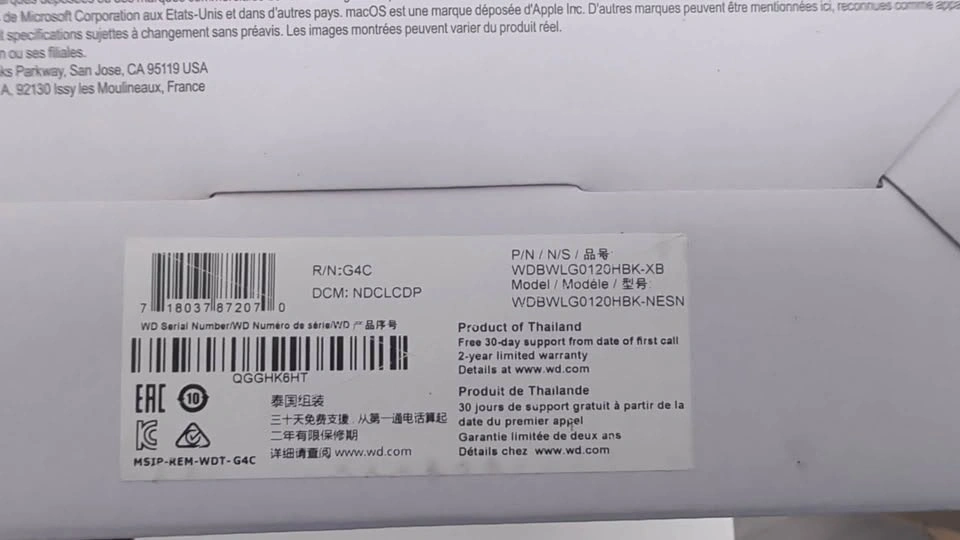 de Microsoft Corporation aux Etats-Unis et dans d'autres pays. macOS est une marque déposée d'Apple Inc. D'autres marques peuvent être mentionnées ici, reconnues comme
specifications sujettes à changement sans préavis. Les images montrées peuvent varier du produit réel.
ou ses filiales.
Parkway, San Jose, CA 95119 USA
92130 Issy les Moulineaux, France
7 18037 87207 0
R/N:G4C
DCM: NDCLCDP
P/N / N/S / 品号:
WDBWLG0120HBK-XB
Model / Modèle / 型号:
WDBWLG0120HBK-NESN
WD Serial Number/WD Numéro de série/WD 产品序号
QGGHK6HT
Product of Thailand
Free 30-day support from date of first call
2-year limited warranty
Details at www.wd.com
Produit de Thailande
30 jours de support gratuit à partir de la
date du premier appel
Garantie limitée de deux ans
Détails chez www.wd.com
EAC
10
泰国组装
三十天免费支援, 从第一通电话算起
二年有限保修期
详细请查阅 www.wd.com
MSIP-REM-WDT-G4C